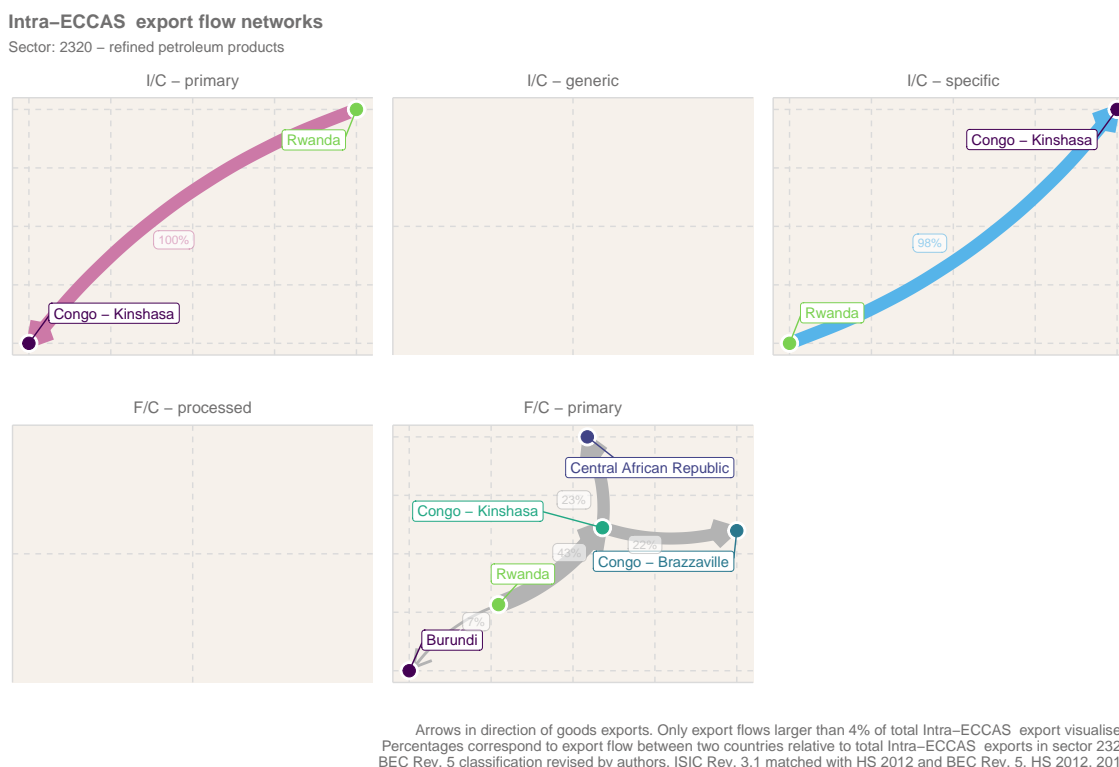 Intra−ECCAS export flow networks
Sector: 2320 − refined petroleum products
I/C − primary
I/C − generic
I/C − specific
Rwanda
100%
Congo − Kinshasa
Congo − Kinshasa
98%
Rwanda
F/C − processed
F/C − primary
Central African Republic
23%
Congo − Kinshasa
22%
43%
Congo − Brazzaville
Rwanda
7%
Burundi
Arrows in direction of goods exports. Only export flows larger than 4% of total Intra−ECCAS export visualise
Percentages correspond to export flow between two countries relative to total Intra−ECCAS exports in sector 232
BEC Rev. 5 classification revised by authors. ISIC Rev. 3.1 matched with HS 2012 and BEC Rev. 5, HS 2012, 201